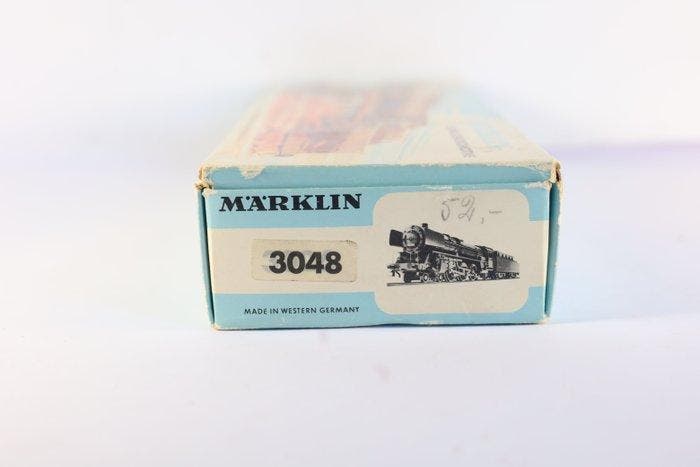 MÄRKLIN
52,-
3048
MADE IN WESTERN GERMANY